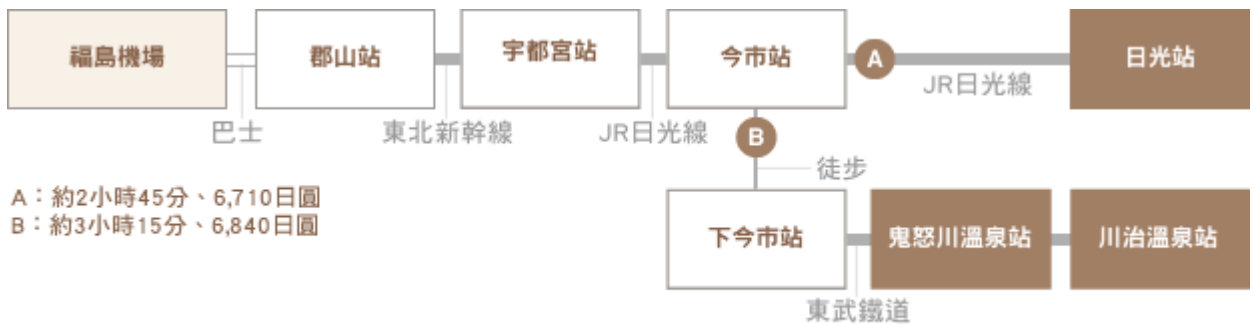 福島機場
郡山站
宇都宮站
今市站
A
日光站
巴士
東北新幹線
JR日光線
JR日光線
B
徒步
A：約2小時45分、6,710日圓
B：約3小時15分、6,840日圓
下今市站
鬼怒川溫泉站
川治溫泉站
東武鐵道